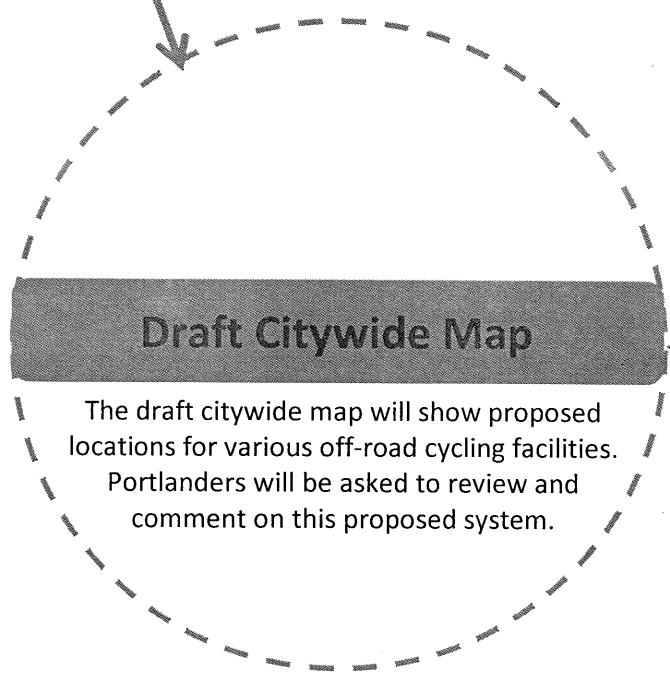 Draft Citywide Map
The draft citywide map will show proposed
locations for various off-road cycling facilities.
Portlanders will be asked to review and
comment on this proposed system.